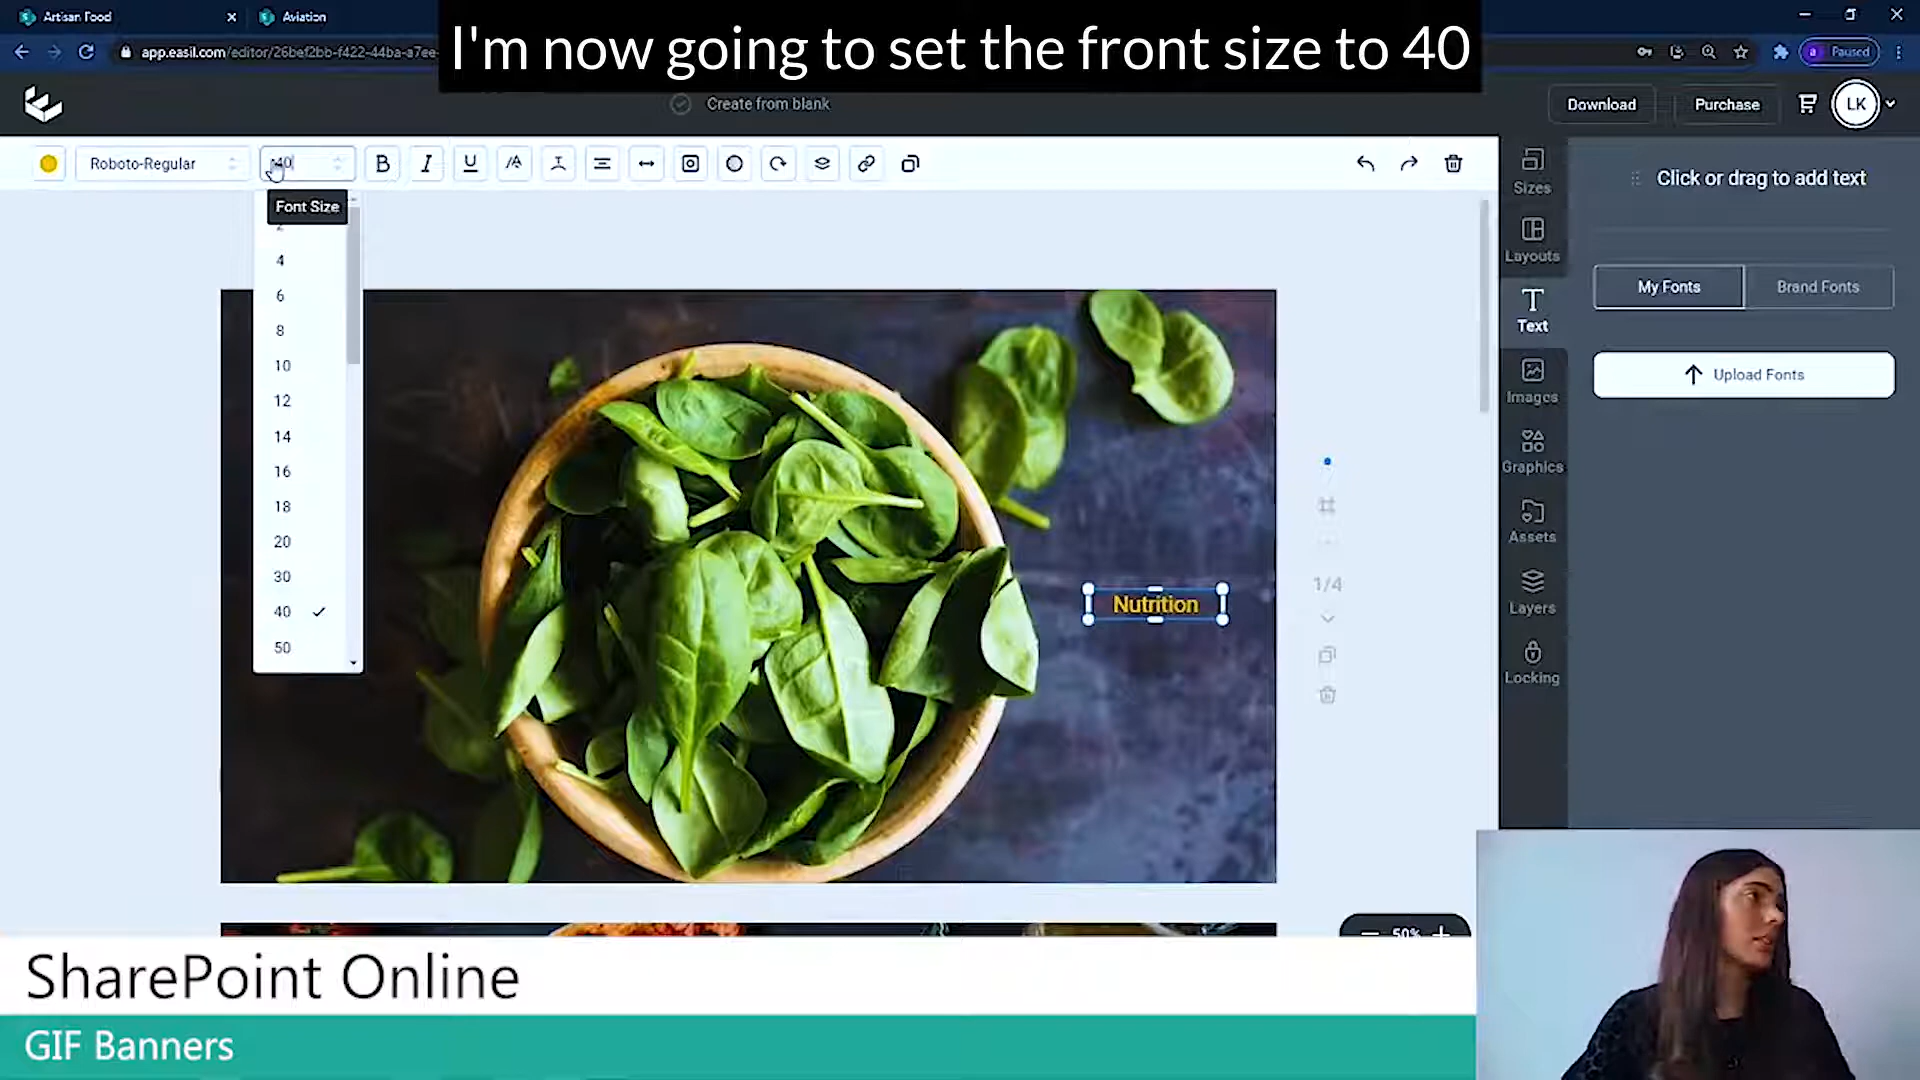 Artisan Food
Aviation
I'm now going to set the front size to 40
app.easil.com/editor/26bef2bb-f422-44ba-a7ee-
Paused
Create from blank
Download
Purchase
LK
Roboto-Regular
40
Font Size
2
4
6
8
10
12
14
16
18
20
30
40
50
Nutrition
1/4
50%
Sizes
Layouts
Text
Images
Graphics
Assets
Layers
Locking
Click or drag to add text
My Fonts
Brand Fonts
Upload Fonts
SharePoint Online
GIF Banners